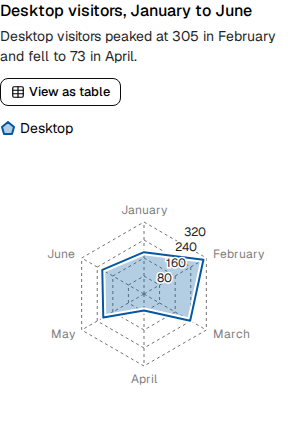 Desktop visitors, January to June
Desktop visitors peaked at 305 in February
and fell to 73 in April.
View as table
Desktop
January
320
240
June
February
160
80
May
March
April